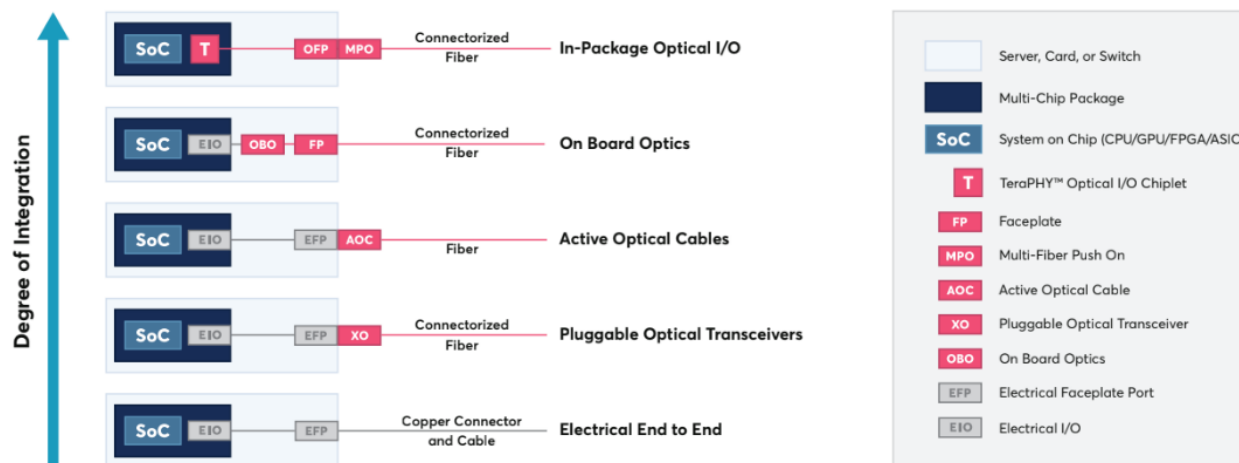 Degree of Integration
SoC T OFP MPO Connectorized Fiber In-Package Optical I/O
SoC EIO OBO FP Connectorized Fiber On Board Optics
SoC EIO EFP AOC Fiber Active Optical Cables
SoC EIO EFP XO Connectorized Fiber Pluggable Optical Transceivers
SoC EIO EFP Copper Connector and Cable Electrical End to End
Server, Card, or Switch
Multi-Chip Package
SoC System on Chip (CPU/GPU/FPGA/ASIC
T TeraPHY™ Optical I/O Chiplet
FP Faceplate
MPO Multi-Fiber Push On
AOC Active Optical Cable
XO Pluggable Optical Transceiver
OBO On Board Optics
EFP Electrical Faceplate Port
EIO Electrical I/O